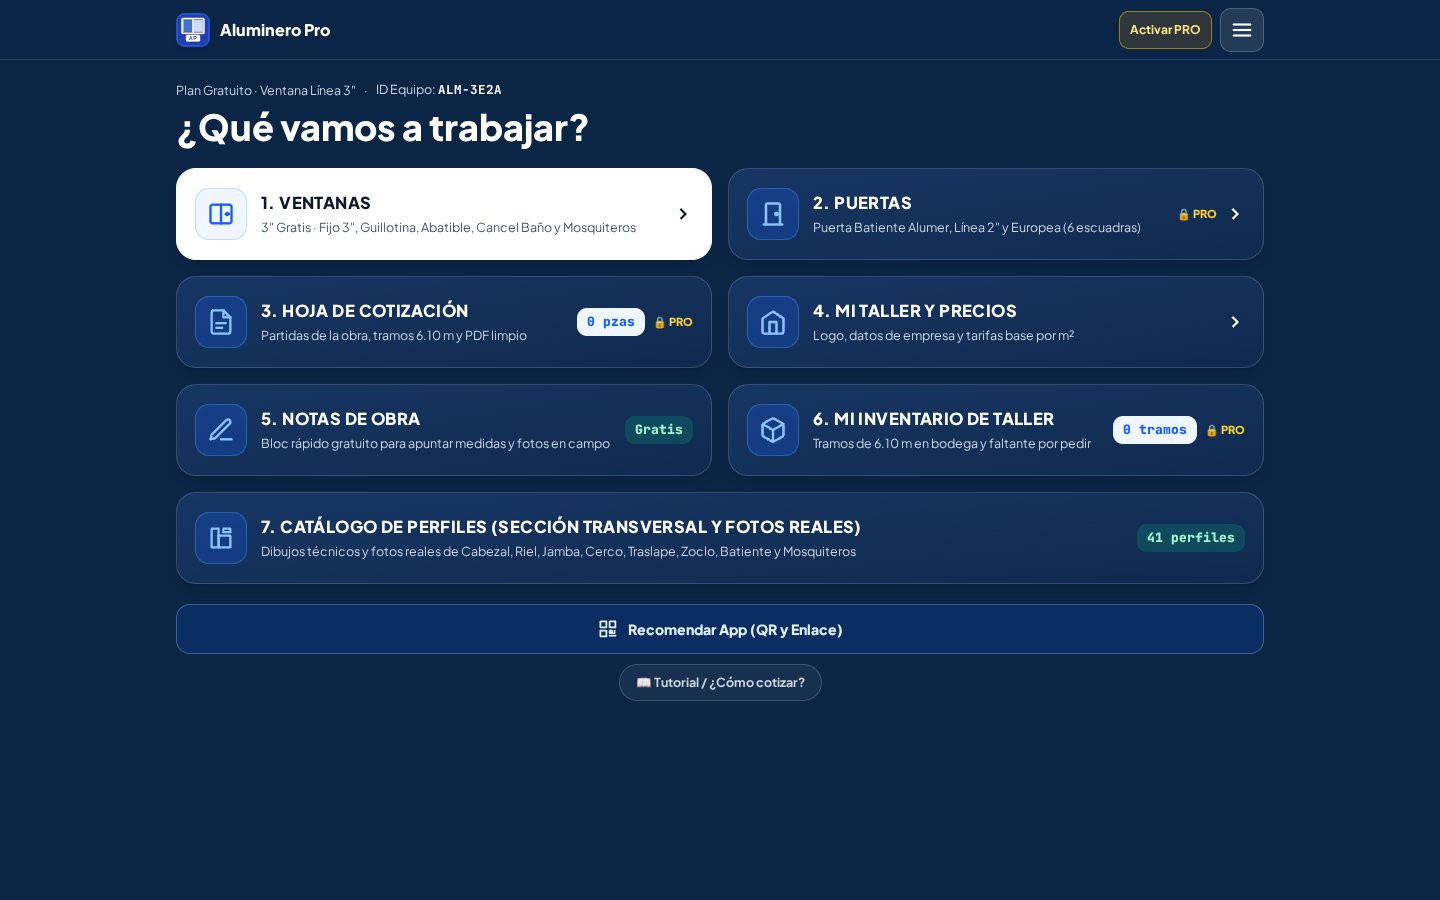 AP
Aluminero Pro
Activar PRO
Plan Gratuito · Ventana Línea 3" · ID Equipo: ALM-3E2A
¿Qué vamos a trabajar?
1. VENTANAS
3" Gratis · Fijo 3", Guillotina, Abatible, Cancel Baño y Mosquiteros
2. PUERTAS
Puerta Batiente Alumer, Línea 2" y Europea (6 escuadras)
🔒 PRO
3. HOJA DE COTIZACIÓN
Partidas de la obra, tramos 6.10 m y PDF limpio
0 pzas
🔒 PRO
4. MI TALLER Y PRECIOS
Logo, datos de empresa y tarifas base por m²
5. NOTAS DE OBRA
Bloc rápido gratuito para apuntar medidas y fotos en campo
Gratis
6. MI INVENTARIO DE TALLER
Tramos de 6.10 m en bodega y faltante por pedir
0 tramos
🔒 PRO
7. CATÁLOGO DE PERFILES (SECCIÓN TRANSVERSAL Y FOTOS REALES)
Dibujos técnicos y fotos reales de Cabezal, Riel, Jamba, Cerco, Traslape, Zoclo, Batiente y Mosquiteros
41 perfiles
Recomendar App (QR y Enlace)
📖 Tutorial / ¿Cómo cotizar?